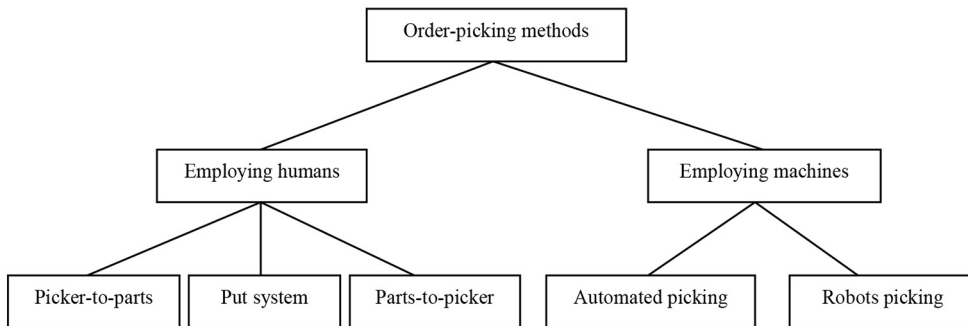 Order-picking methods
Employing humans
Employing machines
Picker-to-parts
Put system
Parts-to-picker
Automated picking
Robots picking